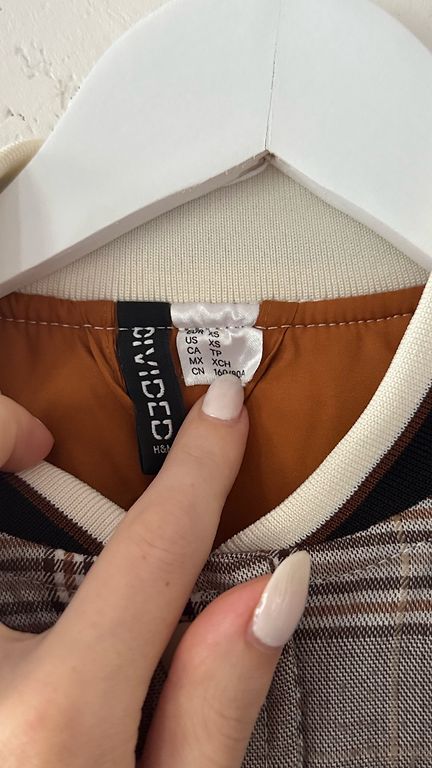 DIVIDED
H&M
EUR XS
US XS
CA TP
MX XCH
CN 160/80A